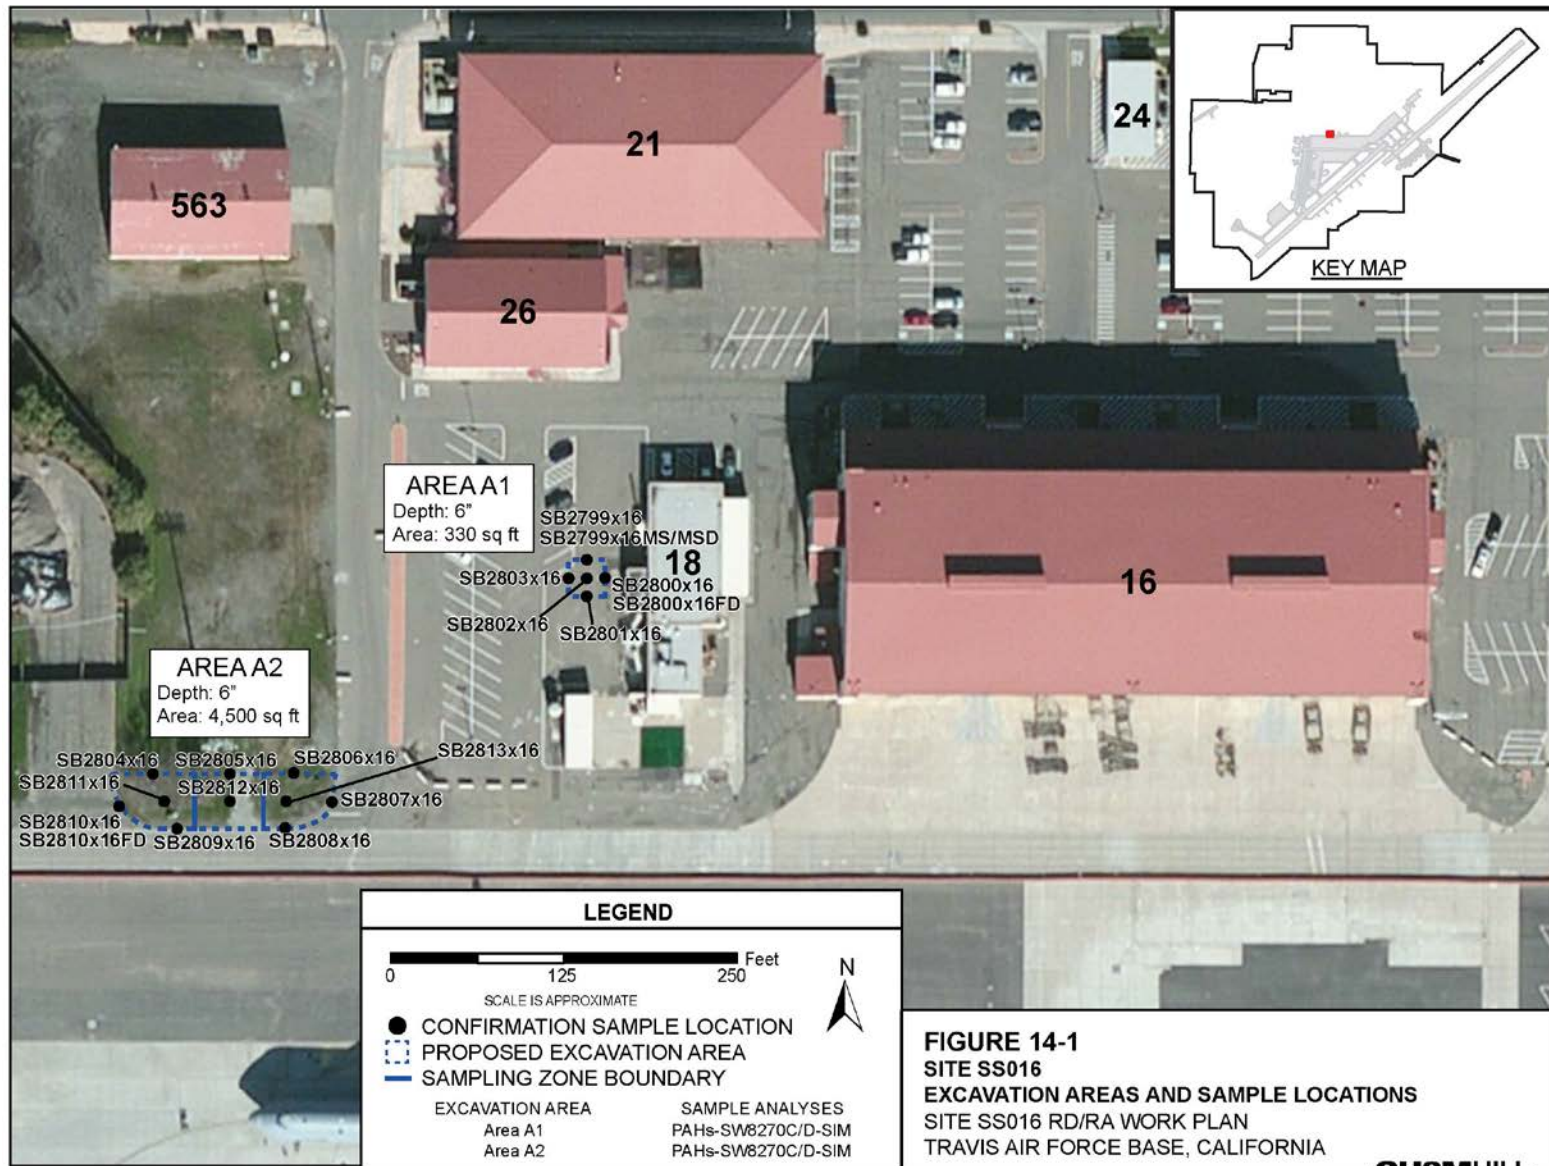 21
24
563
26
KEY MAP
AREA A1
Depth: 6"
Area: 330 sq ft
SB2799x16
SB2799x16MS/MSD
18
SB2803x16
SB2800x16
SB2800x16FD
SB2802x16
SB2801x16
16
AREA A2
Depth: 6"
Area: 4,500 sq ft
SB2813x16
SB2804x16
SB2805x16
SB2806x16
SB2811x16
SB2812x16
SB2807x16
SB2810x16
SB2810x16FD
SB2809x16
SB2808x16
LEGEND
0 125 250 Feet
SCALE IS APPROXIMATE
N
CONFIRMATION SAMPLE LOCATION
PROPOSED EXCAVATION AREA
SAMPLING ZONE BOUNDARY
EXCAVATION AREA SAMPLE ANALYSES
Area A1 PAHs-SW8270C/D-SIM
Area A2 PAHs-SW8270C/D-SIM
FIGURE 14-1
SITE SS016
EXCAVATION AREAS AND SAMPLE LOCATIONS
SITE SS016 RD/RA WORK PLAN
TRAVIS AIR FORCE BASE, CALIFORNIA